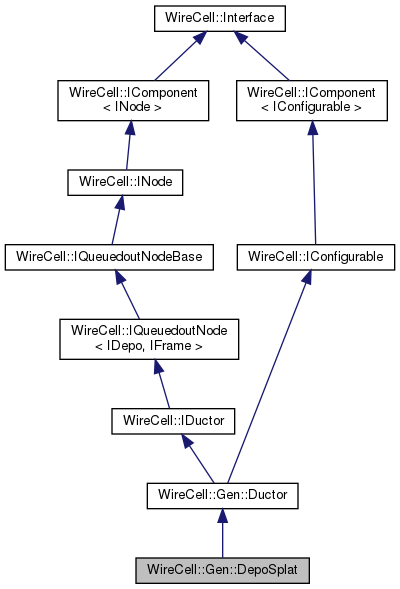 WireCell::Interface
WireCell::IComponent
< INode >
WireCell::IComponent
< IConfigurable >
WireCell::INode
WireCell::IQueuedoutNodeBase
WireCell::IConfigurable
WireCell::IQueuedoutNode
< IDepo, IFrame >
WireCell::IDuctor
WireCell::Gen::Ductor
WireCell::Gen::DepoSplat